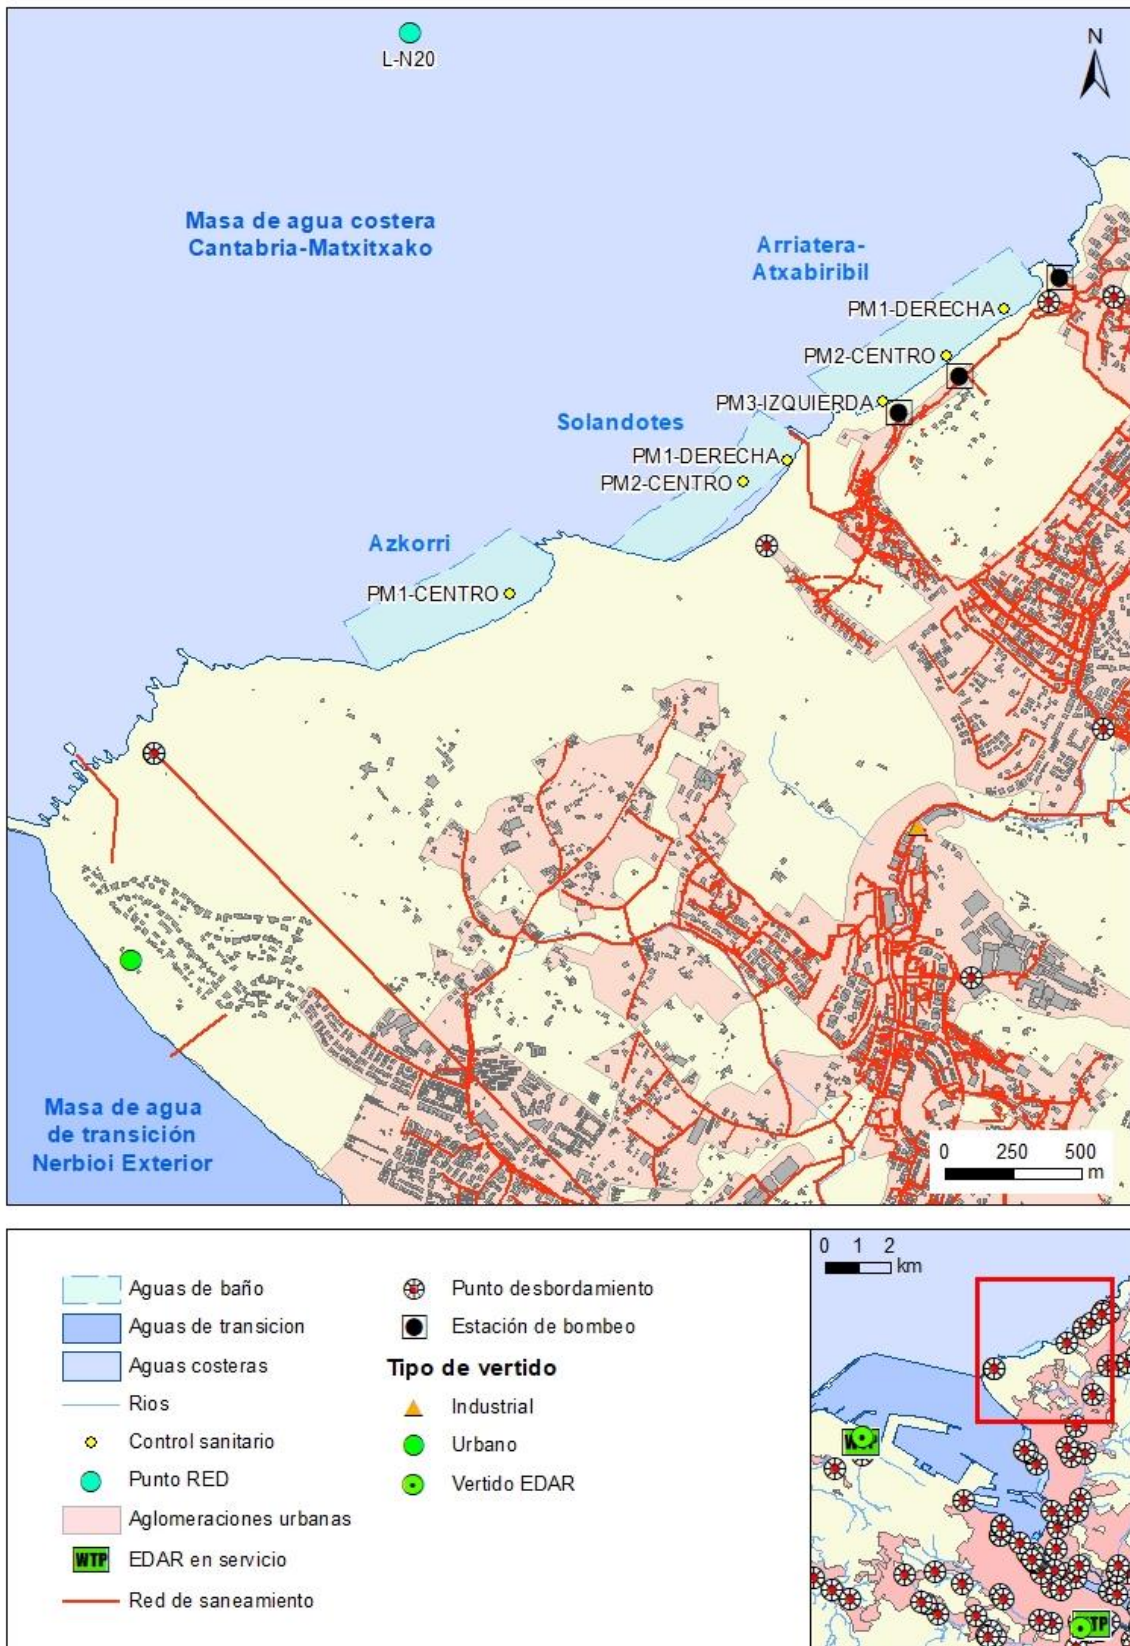 L-N20
N
Masa de agua costera
Cantabria-Matxitxako
Arriatera-
Atxabiribil
PM1-DERECHA
PM2-CENTRO
PM3-IZQUIERDA
Solandotes
PM1-DERECHA
PM2-CENTRO
Azkorri
PM1-CENTRO
Masa de agua
de transición
Nerbioi Exterior
0 250 500
m
Aguas de baño
Aguas de transicion
Aguas costeras
Rios
Control sanitario
Punto RED
Aglomeraciones urbanas
WTP EDAR en servicio
Red de saneamiento
Punto desbordamiento
Estación de bombeo
Tipo de vertido
Industrial
Urbano
Vertido EDAR
0 1 2
km